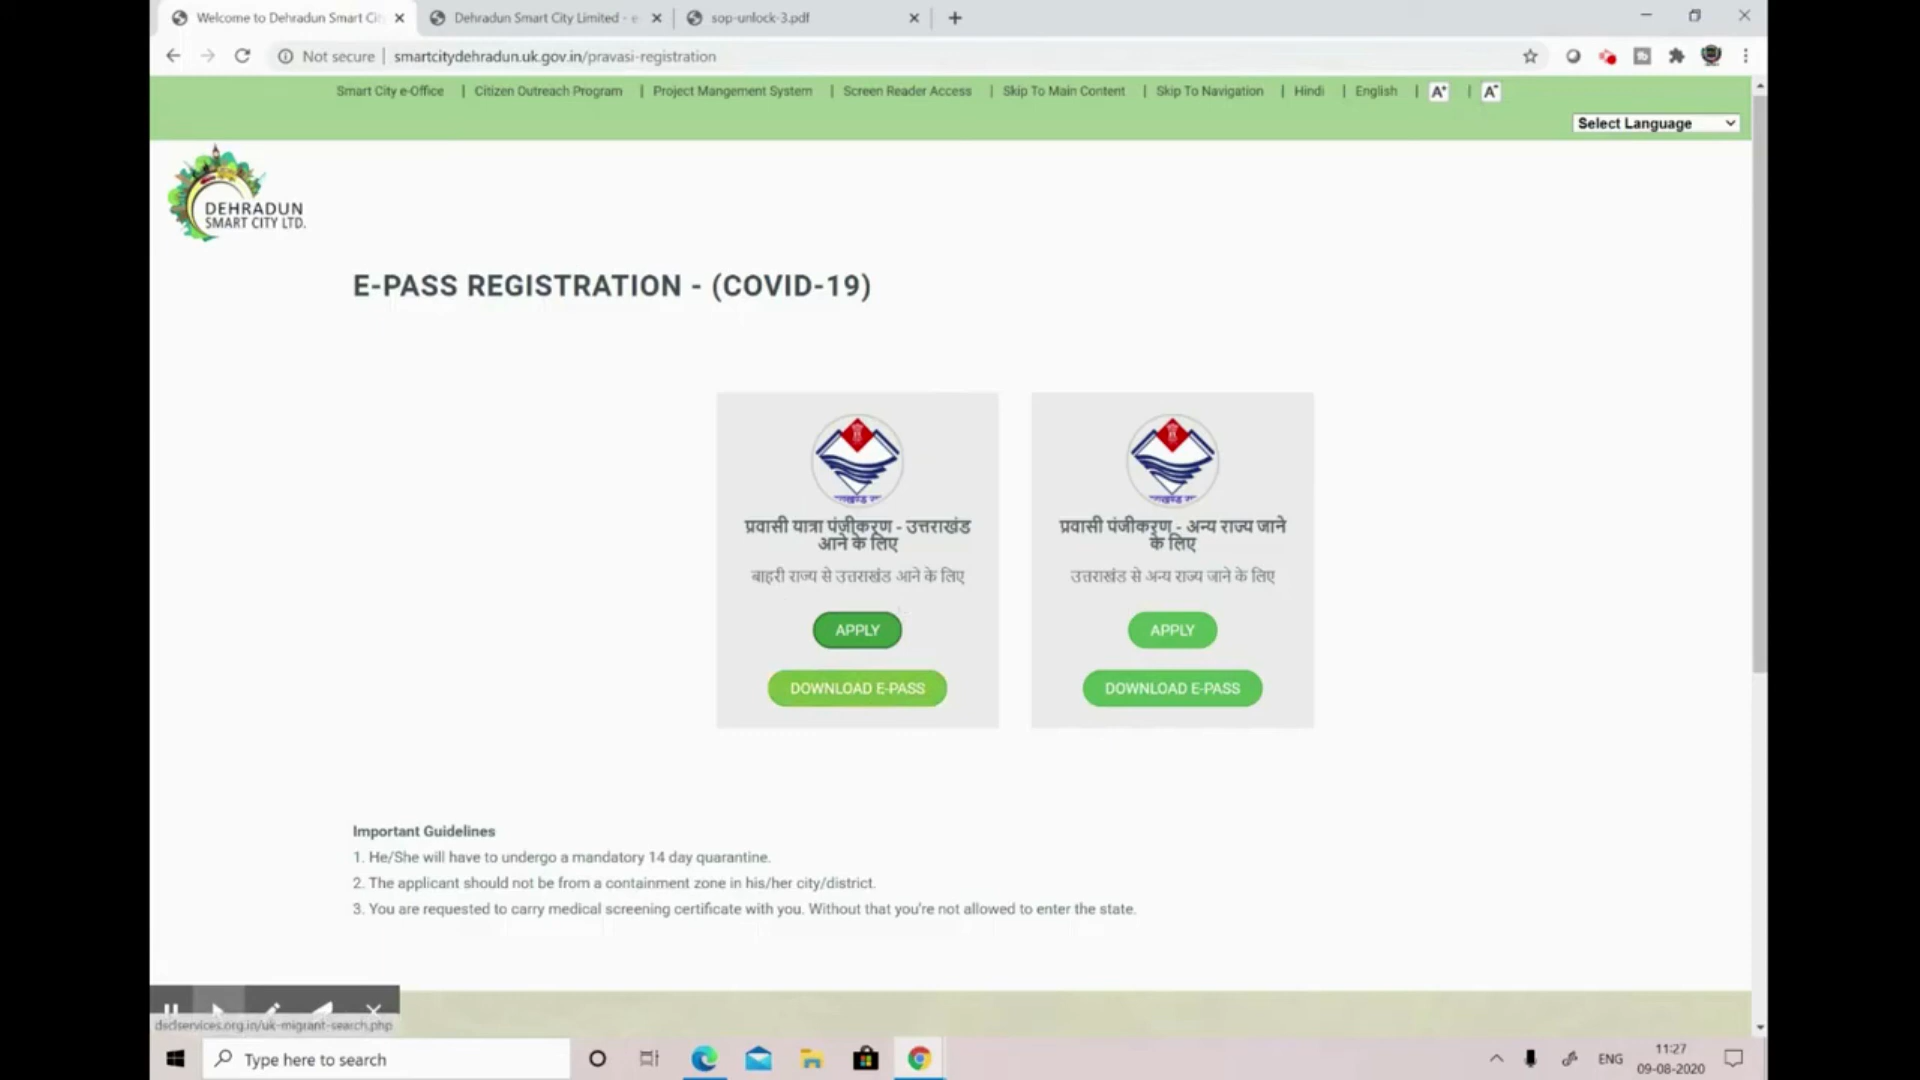 Welcome to Dehradun Smart Ci
Dehradun Smart City Limited - e
sop-unlock-3.pdf
Not secure | smartcitydehradun.uk.gov.in/pravasi-registration
Smart City e-Office | Citizen Outreach Program | Project Mangement System | Screen Reader Access | Skip To Main Content | Skip To Navigation | Hindi | English | A+ | A-
Select Language
DEHRADUN
SMART CITY LTD.
E-PASS REGISTRATION - (COVID-19)
प्रवासी यात्रा पंजीकरण - उत्तराखंड
आने के लिए
बाहरी राज्य से उत्तराखंड आने के लिए
APPLY
DOWNLOAD E-PASS
प्रवासी पंजीकरण - अन्य राज्य जाने
के लिए
उत्तराखंड से अन्य राज्य जाने के लिए
APPLY
DOWNLOAD E-PASS
Important Guidelines
1. He/She will have to undergo a mandatory 14 day quarantine.
2. The applicant should not be from a containment zone in his/her city/district.
3. You are requested to carry medical screening certificate with you. Without that you're not allowed to enter the state.
dsclservices.org.in/uk-migrant-search.php
Type here to search
ENG
11:27
09-08-2020